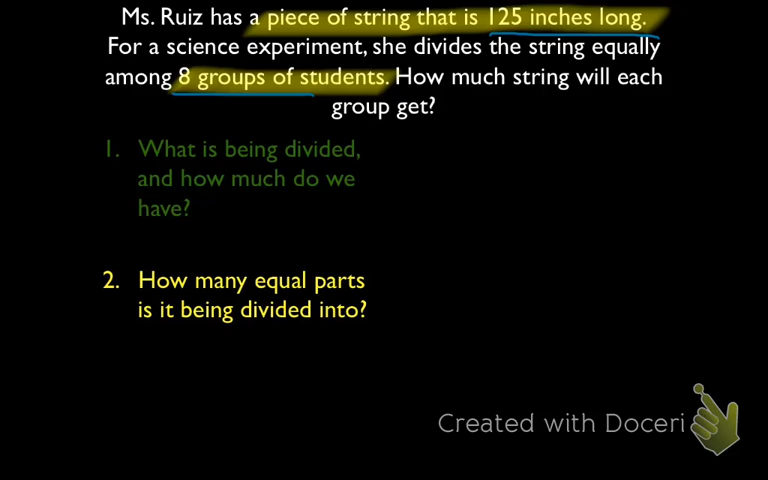 Ms. Ruiz has a piece of string that is 125 inches long.
For a science experiment, she divides the string equally
among 8 groups of students. How much string will each
group get?
1. What is being divided,
and how much do we
have?
2. How many equal parts
is it being divided into?
Created with Doceri